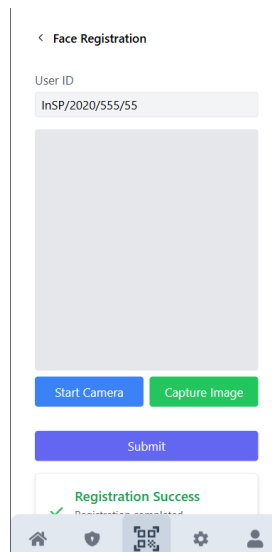 Face Registration
User ID
InSP/2020/555/55
Start Camera
Capture Image
Submit
Registration Success
Registration completed